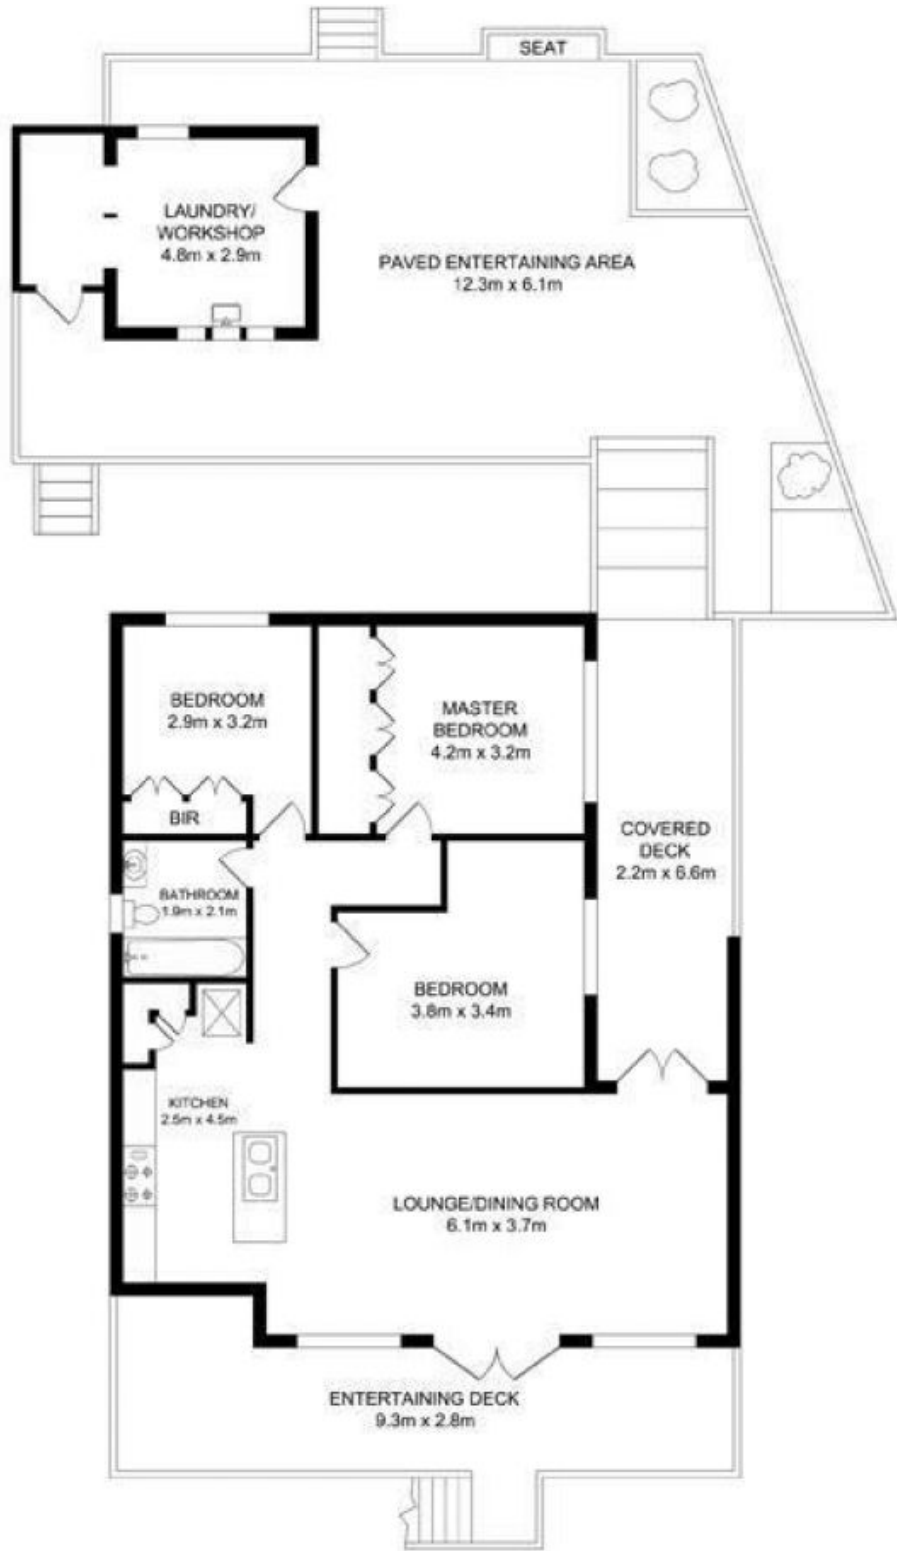 SEAT
LAUNDRY/
WORKSHOP
4.8m x 2.9m
PAVED ENTERTAINING AREA
12.3m x 6.1m
BEDROOM
2.9m x 3.2m
BIR
MASTER
BEDROOM
4.2m x 3.2m
COVERED
DECK
2.2m x 6.6m
BATHROOM
1.9m x 2.1m
BEDROOM
3.8m x 3.4m
KITCHEN
2.5m x 4.5m
LOUNGE/DINING ROOM
6.1m x 3.7m
ENTERTAINING DECK
9.3m x 2.8m